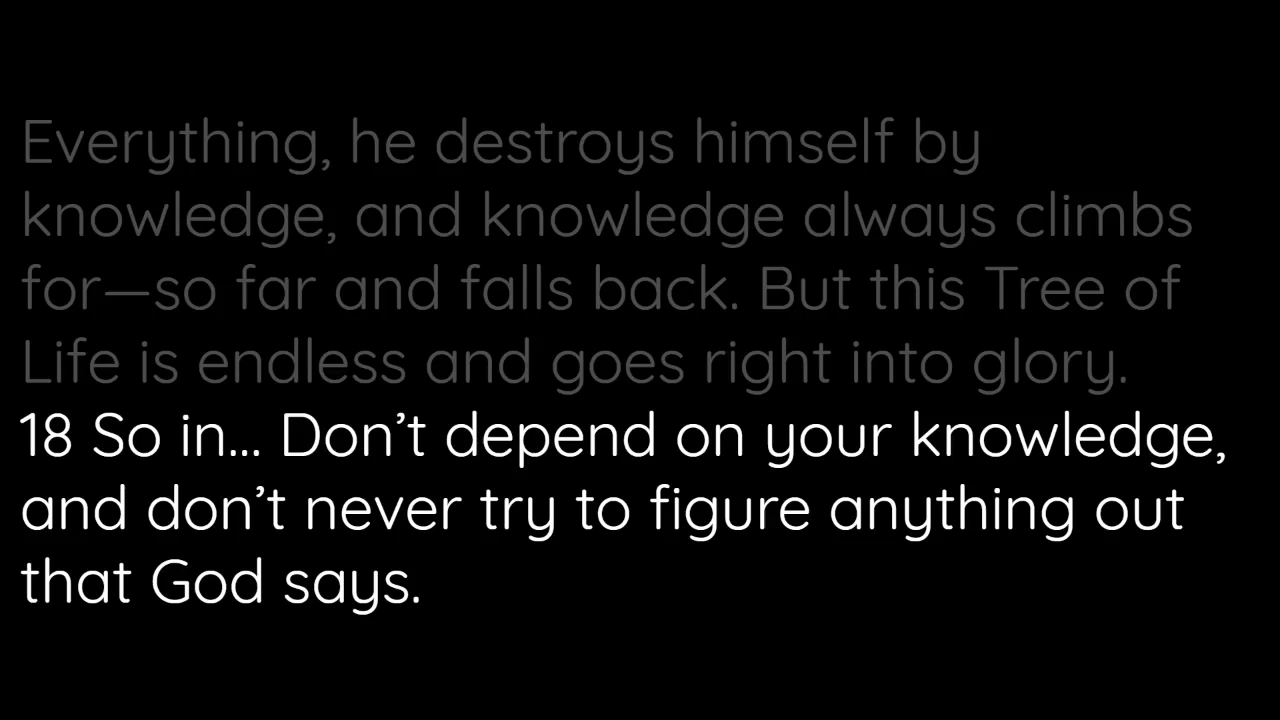 Everything, he destroys himself by
knowledge, and knowledge always climbs
for—so far and falls back. But this Tree of
Life is endless and goes right into glory.
18 So in... Don’t depend on your knowledge,
and don’t never try to figure anything out
that God says.